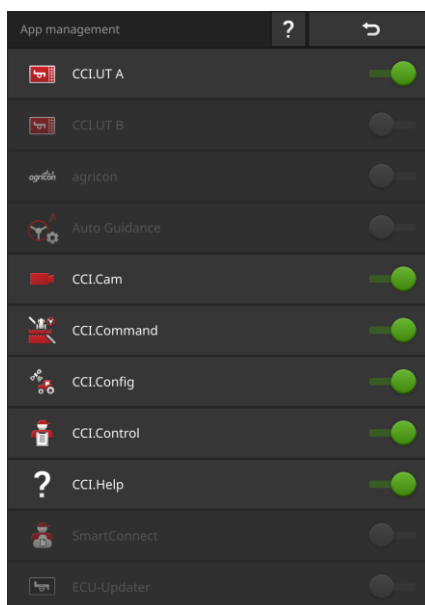 App management
?
CCI.UT A
CCI.UT B
agricon agricon
A
Auto Guidance
CCI.Cam
CCI.Command
CCI.Config
CCI.Control
? CCI.Help
SmartConnect
ECU-Updater